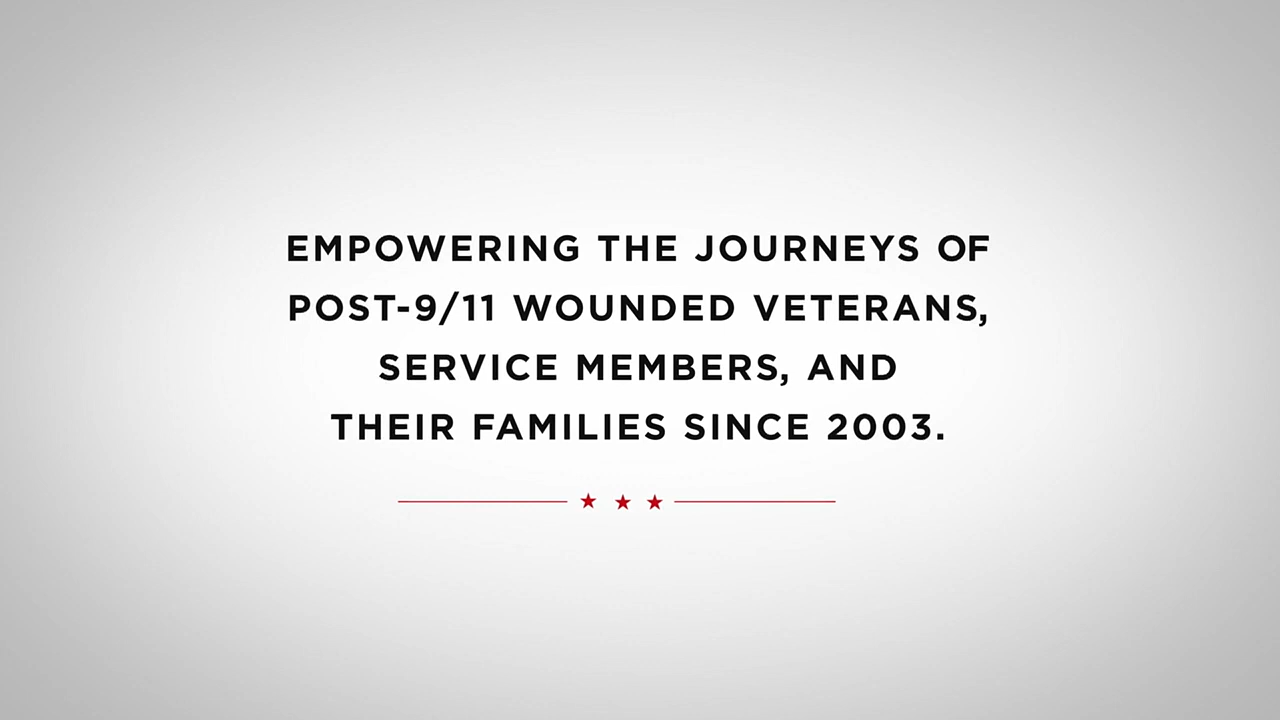 EMPOWERING THE JOURNEYS OF
POST-9/11 WOUNDED VETERANS,
SERVICE MEMBERS, AND
THEIR FAMILIES SINCE 2003.